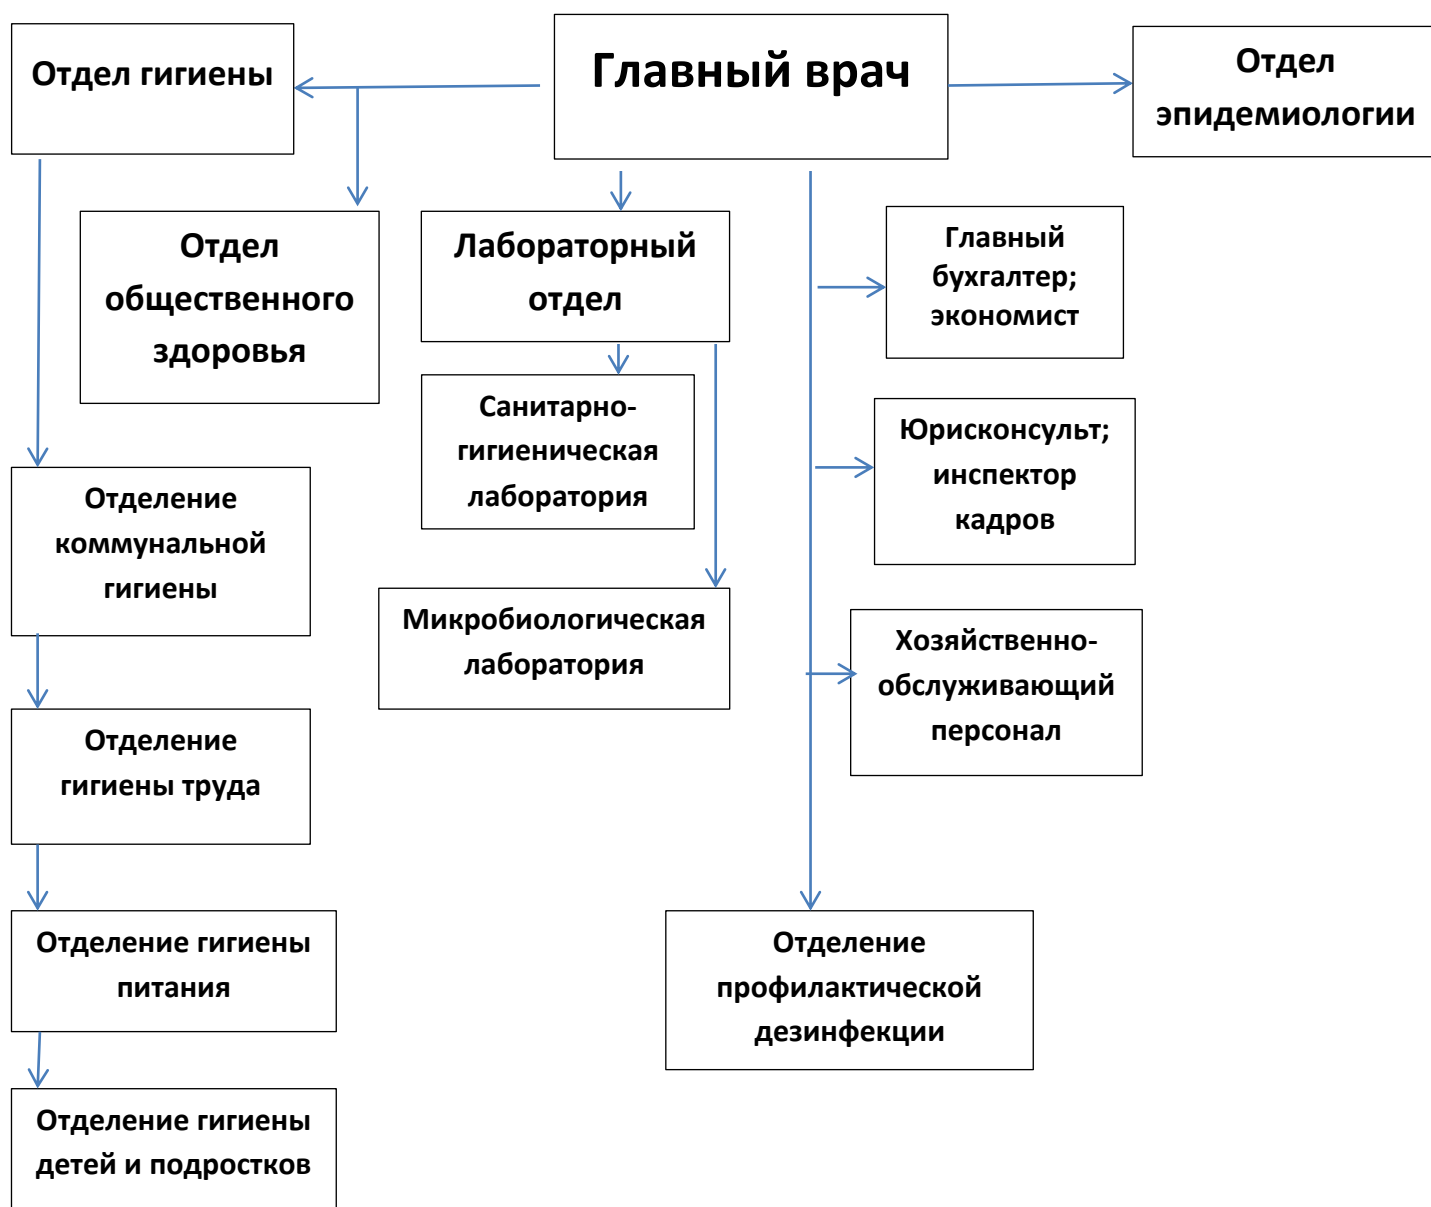 Отдел гигиены
Главный врач
Отдел
эпидемиологии
Отдел
общественного
здоровья
Лабораторный
отдел
Главный
бухгалтер;
экономист
Санитарно-
гигиеническая
лаборатория
Юрисконсульт;
инспектор
кадров
Отделение
коммунальной
гигиены
Микробиологическая
лаборатория
Хозяйственно-
обслуживающий
персонал
Отделение
гигиены труда
Отделение гигиены
питания
Отделение
профилактической
дезинфекции
Отделение гигиены
детей и подростков